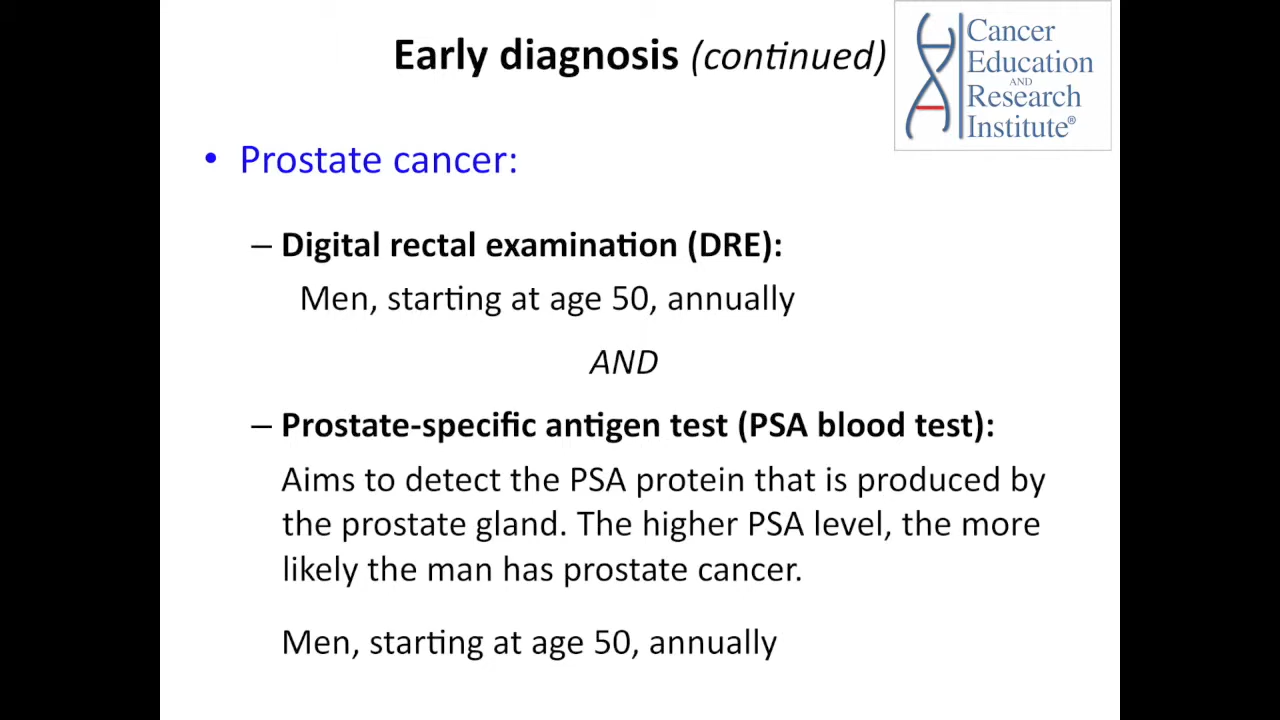 Early diagnosis (continued)
Cancer
Education
AND
Research
Institute®
• Prostate cancer:
– Digital rectal examination (DRE):
Men, starting at age 50, annually
AND
– Prostate-specific antigen test (PSA blood test):
Aims to detect the PSA protein that is produced by
the prostate gland. The higher PSA level, the more
likely the man has prostate cancer.
Men, starting at age 50, annually